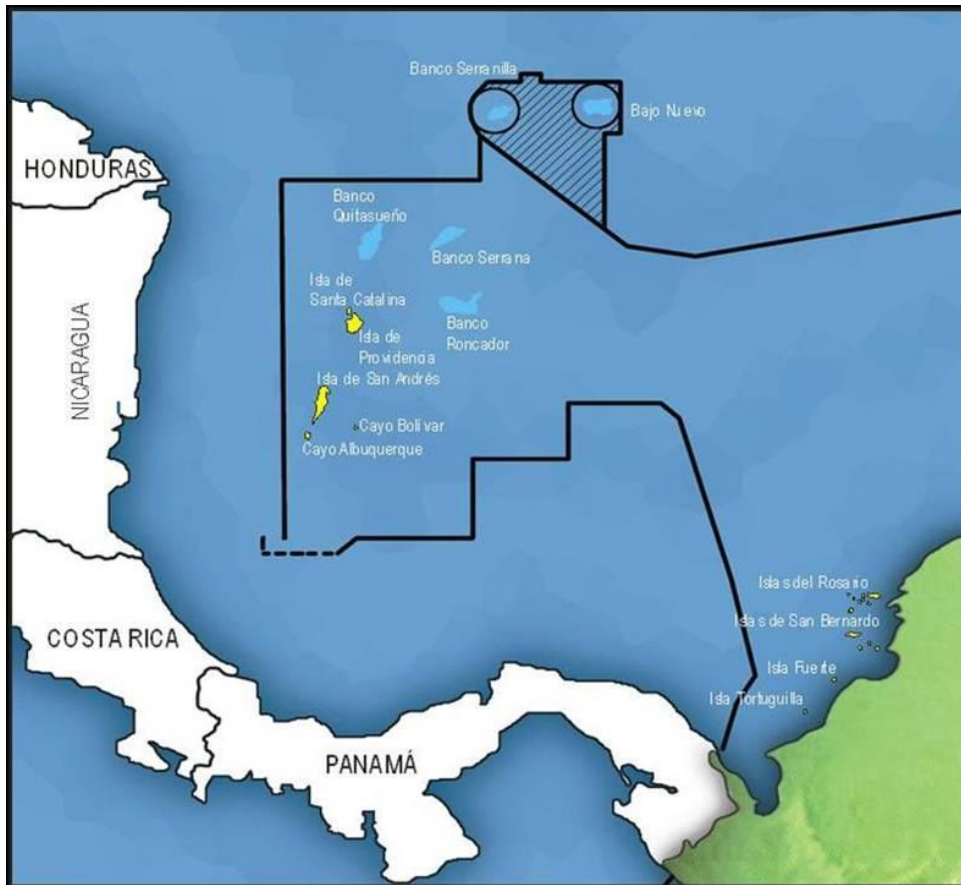 Banco Serranilla
Bajo Nuevo
HONDURAS
Banco
Quitasueño
Banco Serrana
Isla de
Santa Catalina
NICARAGUA
Isla de
Providencia
Banco
Roncador
Isla de San Andrés
Cayo Bolívar
Cayo Albuquerque
Islas del Rosario
COSTA RICA
Islas de San Bernardo
Isla Fuerte
Isla Tortuguilla
PANAMÁ